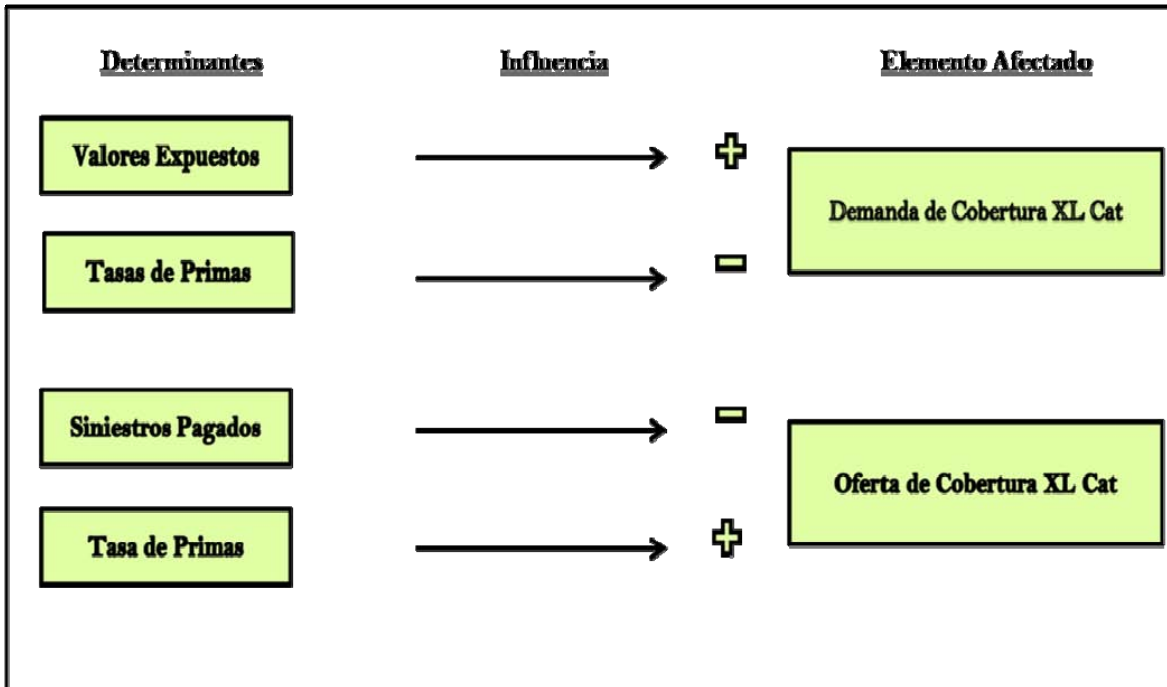 Determinantes Influencia Elemento Afectado
Valores Expuestos
+
Demanda de Cobertura XL Cat
Tasas de Primas
-
Siniestros Pagados
-
Oferta de Cobertura XL Cat
Tasa de Primas
+